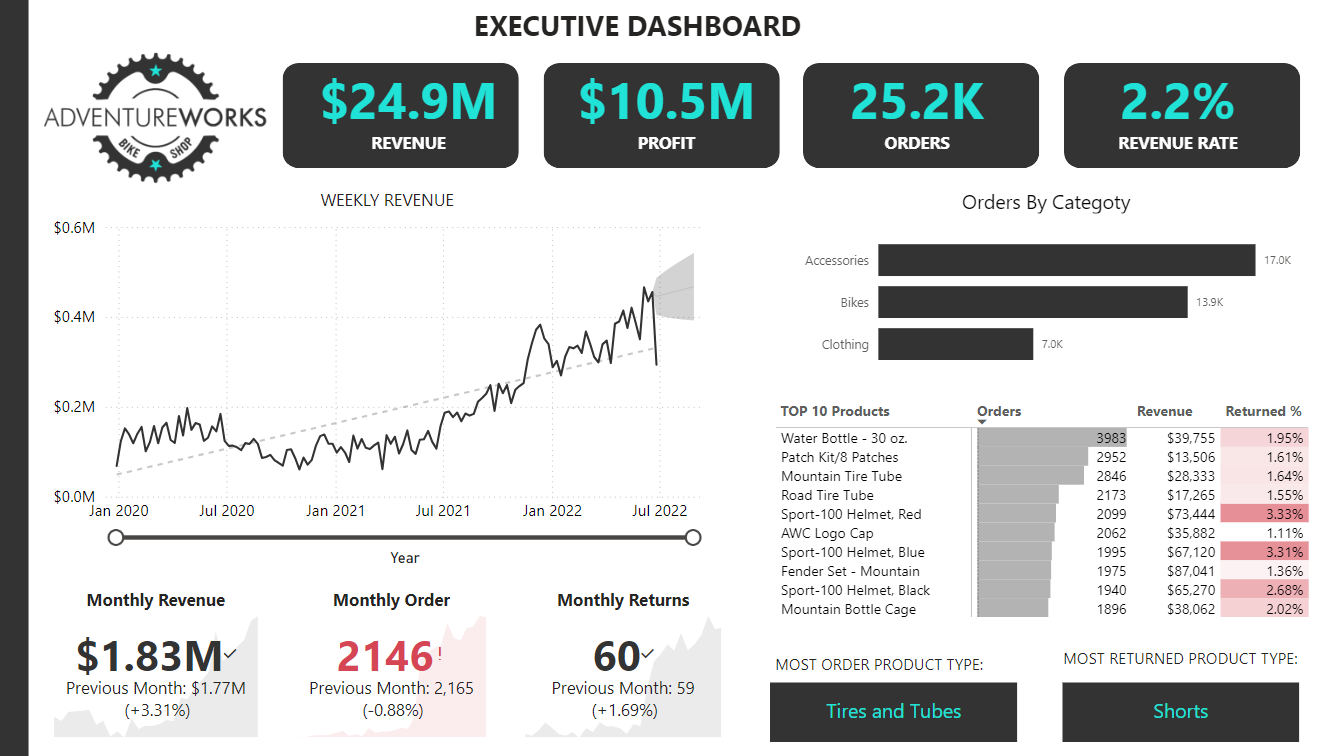 EXECUTIVE DASHBOARD
ADVENTUREWORKS
BIKE SHOP
$24.9M
REVENUE
$10.5M
PROFIT
25.2K
ORDERS
2.2%
REVENUE RATE
WEEKLY REVENUE
$0.6M
$0.4M
$0.2M
$0.0M
Jan 2020 Jul 2020 Jan 2021 Jul 2021 Jan 2022 Jul 2022
Year
Orders By Categoty
Accessories 17.0K
Bikes 13.9K
Clothing 7.0K
TOP 10 Products Orders Revenue Returned %
Water Bottle - 30 oz. 3983 $39,755 1.95%
Patch Kit/8 Patches 2952 $13,506 1.61%
Mountain Tire Tube 2846 $28,333 1.64%
Road Tire Tube 2173 $17,265 1.55%
Sport-100 Helmet, Red 2099 $73,444 3.33%
AWC Logo Cap 2062 $35,882 1.11%
Sport-100 Helmet, Blue 1995 $67,120 3.31%
Fender Set - Mountain 1975 $87,041 1.36%
Sport-100 Helmet, Black 1940 $65,270 2.68%
Mountain Bottle Cage 1896 $38,062 2.02%
Monthly Revenue
$1.83M
Previous Month: $1.77M
(+3.31%)
Monthly Order
2146!
Previous Month: 2,165
(-0.88%)
Monthly Returns
60
Previous Month: 59
(+1.69%)
MOST ORDER PRODUCT TYPE:
Tires and Tubes
MOST RETURNED PRODUCT TYPE:
Shorts